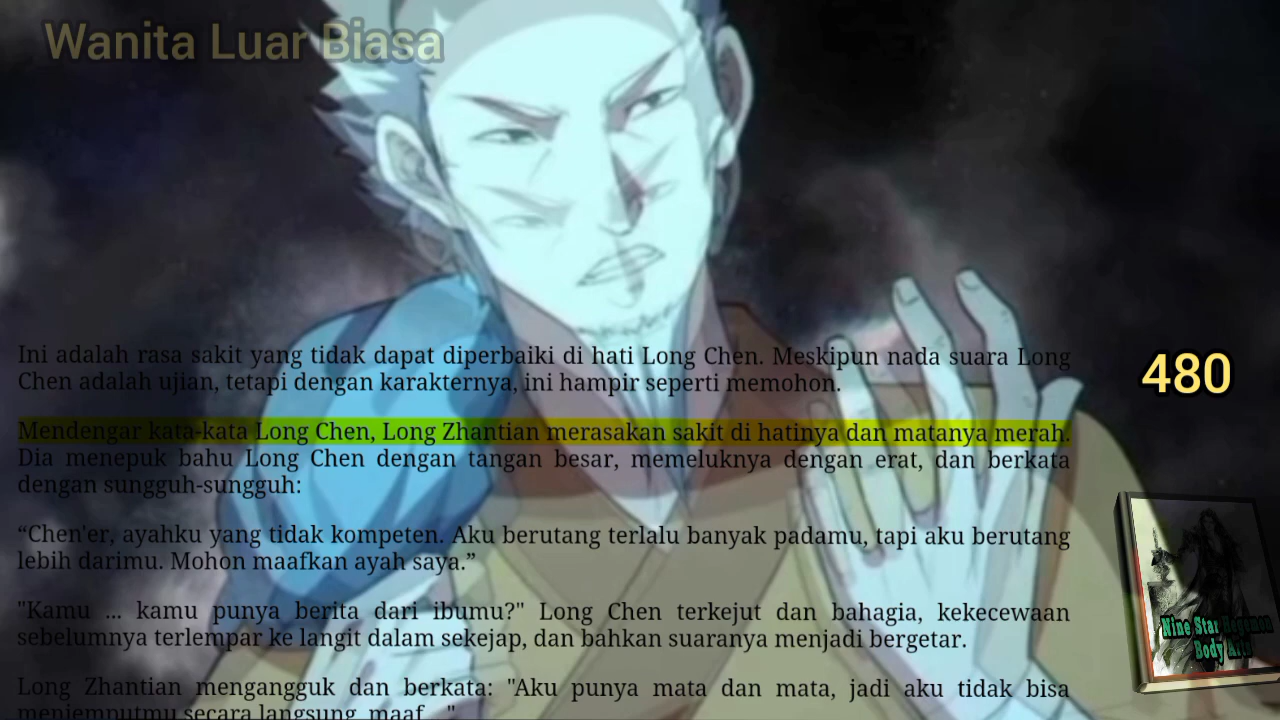 Wanita Luar Biasa
Ini adalah rasa sakit yang tidak dapat diperbaiki di hati Long Chen. Meskipun nada suara Long
Chen adalah ujian, tetapi dengan karakternya, ini hampir seperti memohon.
480
Mendengar kata-kata Long Chen, Long Zhantian merasakan sakit di hatinya dan matanya merah.
Dia menepuk bahu Long Chen dengan tangan besar, memeluknya dengan erat, dan berkata
dengan sungguh-sungguh:
“Chen'er, ayahku yang tidak kompeten. Aku berutang terlalu banyak padamu, tapi aku berutang
lebih darimu. Mohon maafkan ayah saya.”
"Kamu ... kamu punya berita dari ibumu?" Long Chen terkejut dan bahagia, kekecewaan
sebelumnya terlempar ke langit dalam sekejap, dan bahkan suaranya menjadi bergetar.
Nine Star Hegemon
Body Arts
Long Zhantian mengangguk dan berkata: "Aku punya mata dan mata, jadi aku tidak bisa
menjemputmu secara langsung, maaf..."